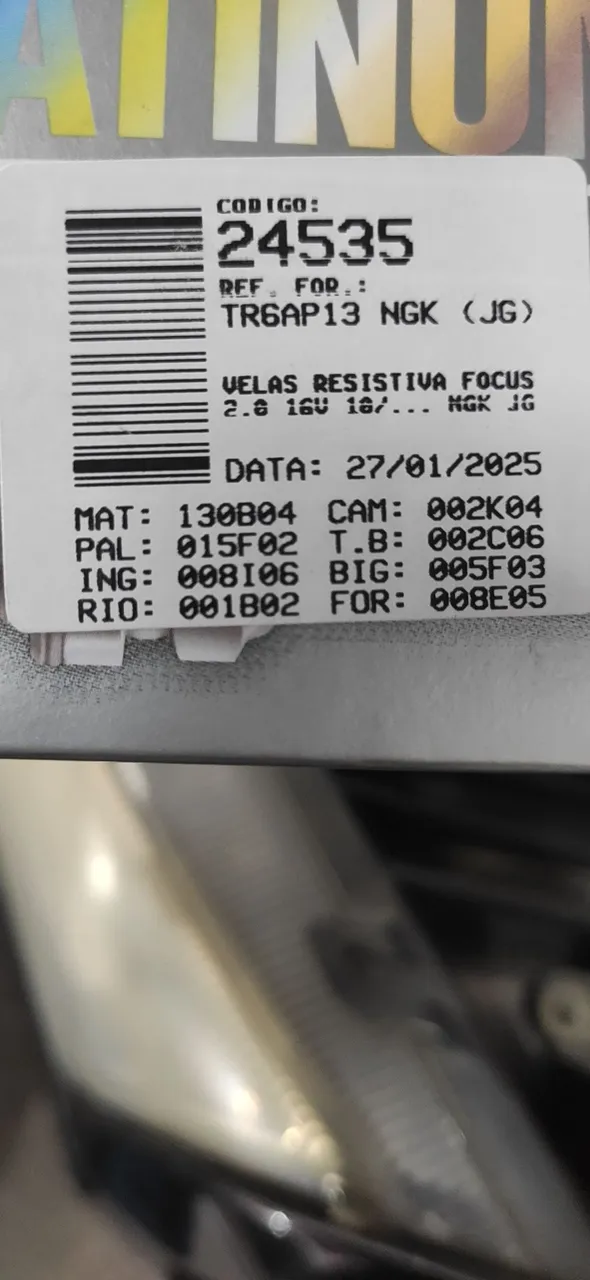 ATINUM
CODIGO:
24535
REF. FOR.:
TR6AP13 NGK (JG)
VELAS RESISTIVA FOCUS
2.0 16V 10/... NGK JG
DATA: 27/01/2025
MAT: 130B04 CAM: 002K04
PAL: 015F02 T.B: 002C06
ING: 008I06 BIG: 005F03
RIO: 001B02 FOR: 008E05